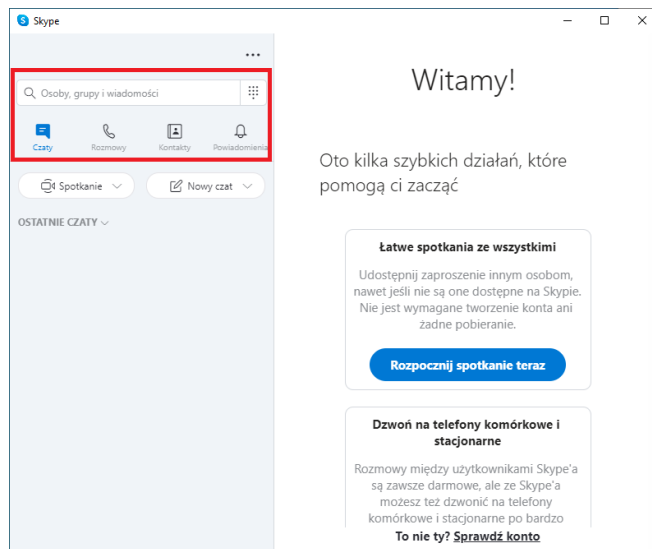 Skype
Osoby, grupy i wiadomości
Czaty
Rozmowy
Kontakty
Powiadomienia
Spotkanie
Nowy czat
OSTATNIE CZATY
Witamy!
Oto kilka szybkich działań, które
pomogą ci zacząć
Łatwe spotkania ze wszystkimi
Udostępnij zaproszenie innym osobom,
nawet jeśli nie są one dostępne na Skypie.
Nie jest wymagane tworzenie konta ani
żadne pobieranie.
Rozpocznij spotkanie teraz
Dzwoń na telefony komórkowe i
stacjonarne
Rozmowy między użytkownikami Skype'a
są zawsze darmowe, ale ze Skype'a
możesz też dzwonić na telefony
komórkowe i stacjonarne po bardzo
To nie ty? Sprawdź konto